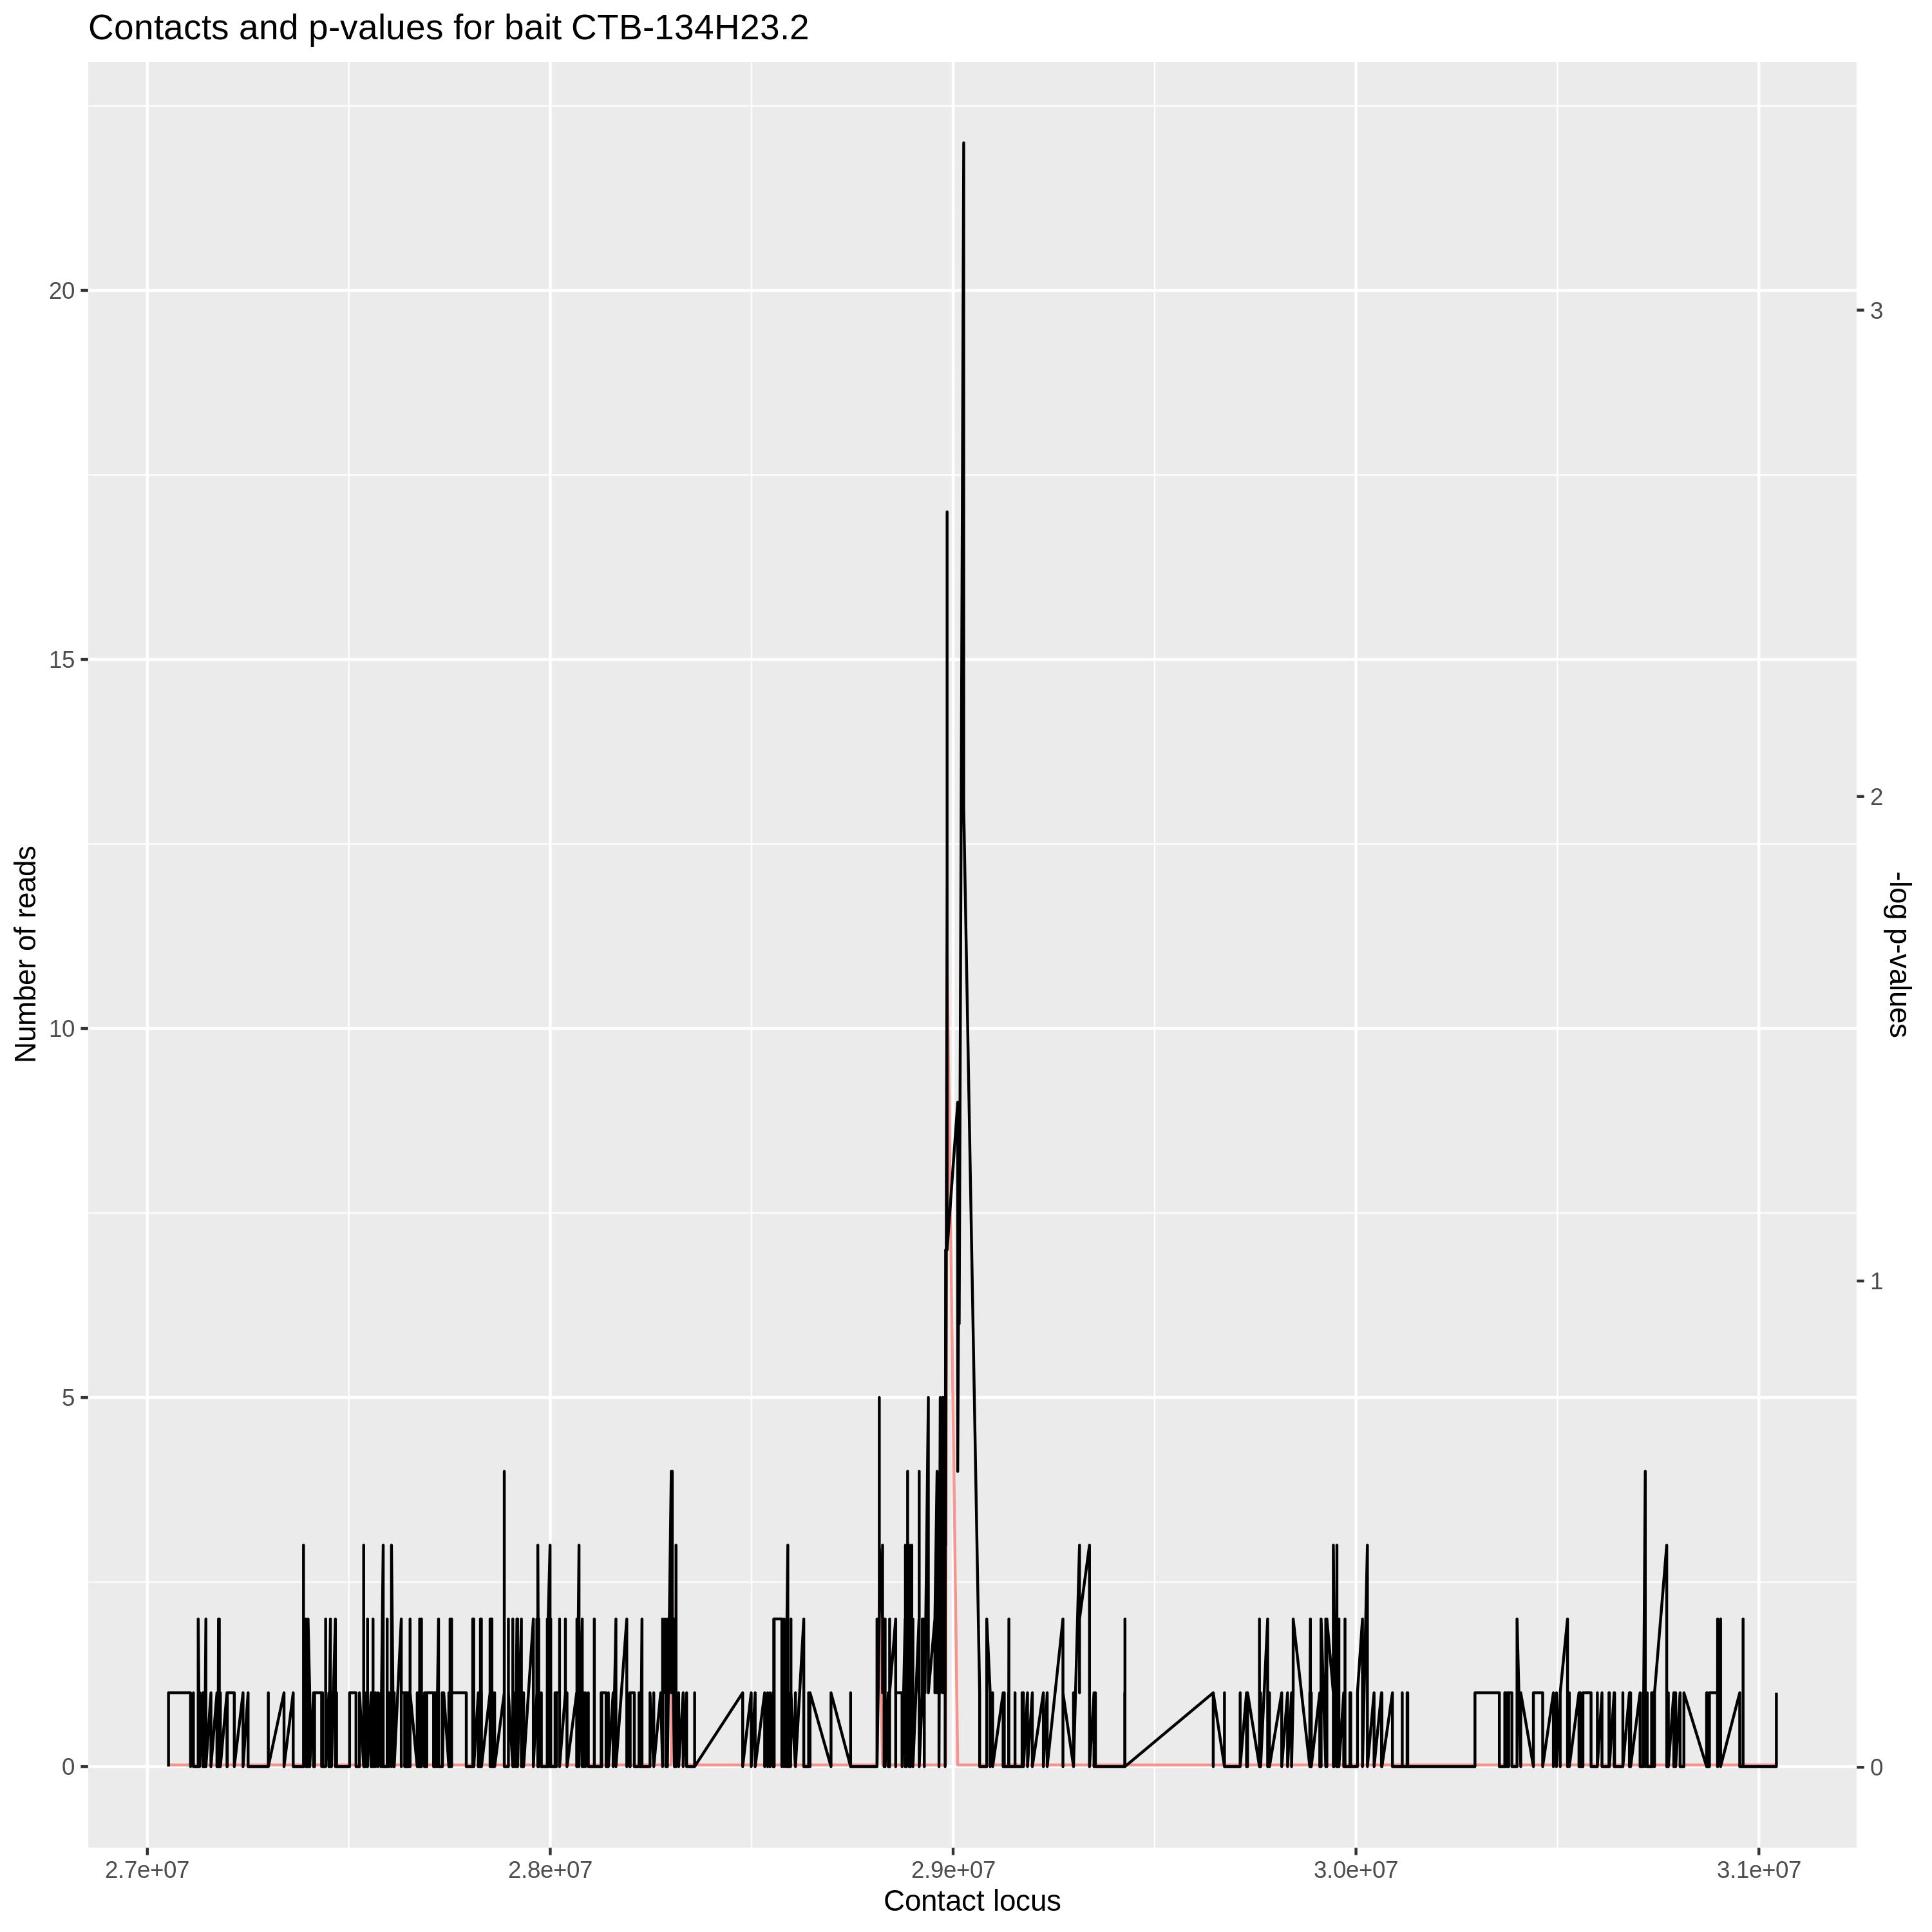 Contacts and p-values for bait CTB-134H23.2
Number of reads
20
15
10
5
0
3
2
1
0
-log p-values
2.7e+07 2.8e+07 2.9e+07 3.0e+07 3.1e+07
Contact locus